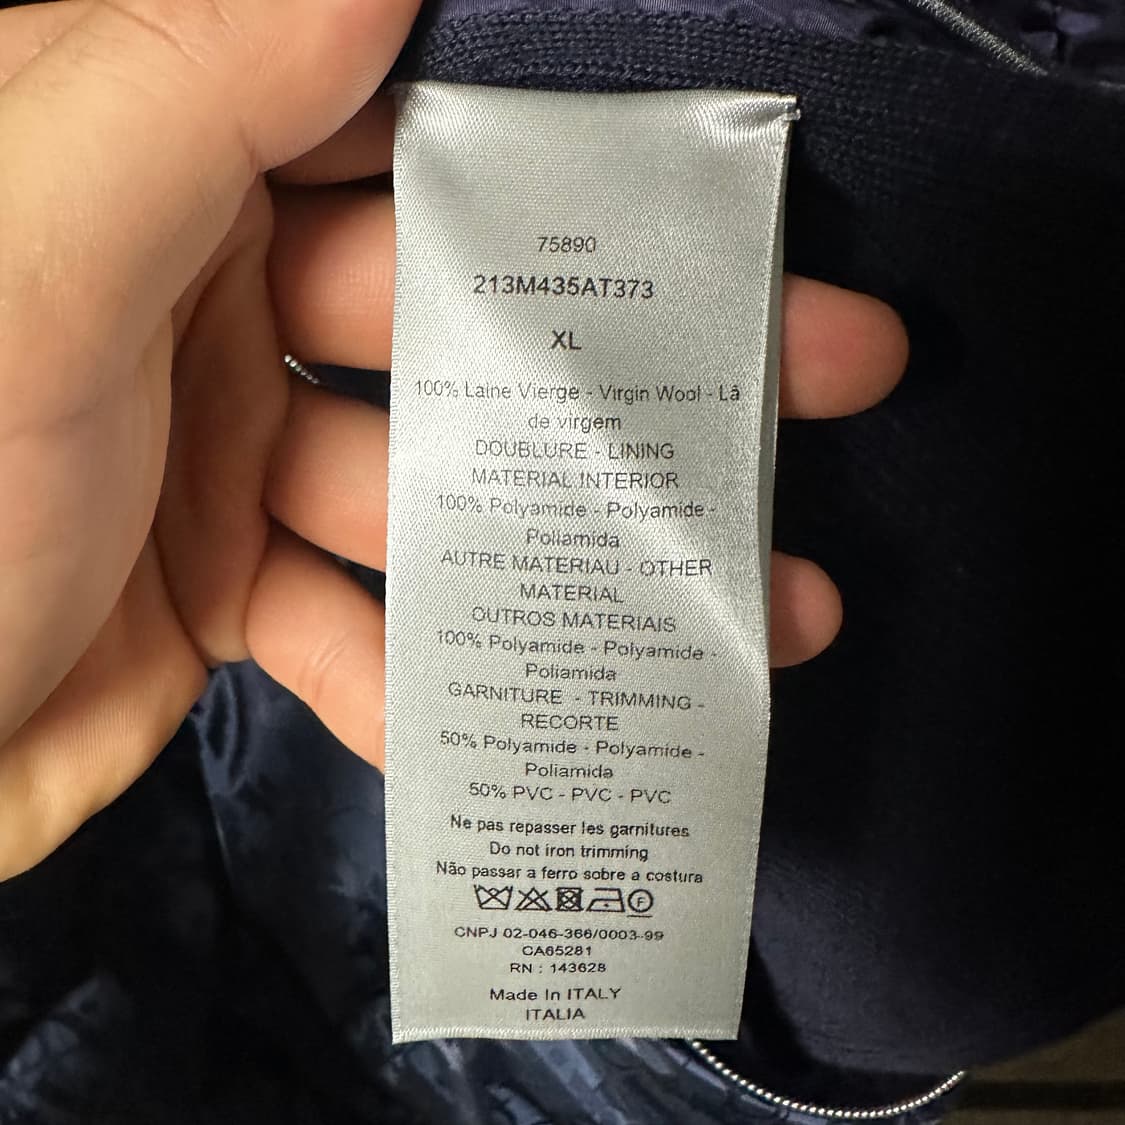 75890
213M435AT373
XL
100% Laine Vierge - Virgin Wool - Lã
de virgem
DOUBLURE - LINING
MATERIAL INTERIOR
100% Polyamide - Polyamide -
Poliamida
AUTRE MATERIAU - OTHER
MATERIAL
OUTROS MATERIAIS
100% Polyamide - Polyamide -
Poliamida
GARNITURE - TRIMMING -
RECORTE
50% Polyamide - Polyamide -
Poliamida
50% PVC - PVC - PVC
Ne pas repasser les garnitures
Do not iron trimming
Não passar a ferro sobre a costura
F
CNPJ 02-046-366/0003-99
CA65281
RN : 143628
Made In ITALY
ITALIA